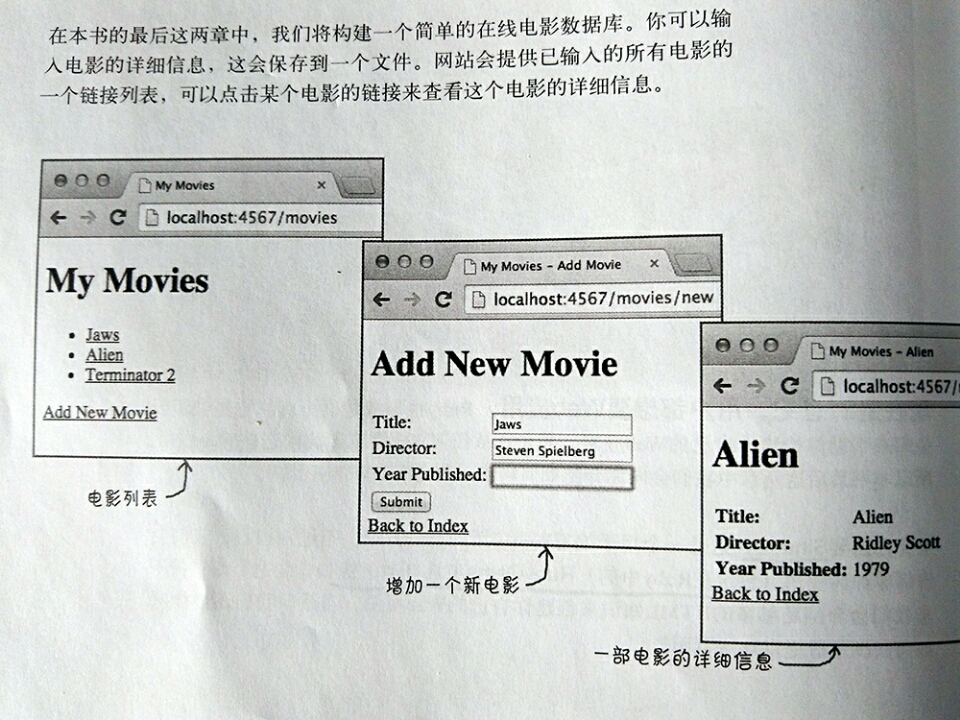 在本书的最后这两章中，我们将构建一个简单的在线电影数据库。你可以输
入电影的详细信息，这会保存到一个文件。网站会提供已输入的所有电影的
一个链接列表，可以点击某个电影的链接来查看这个电影的详细信息。
My Movies
localhost:4567/movies
My Movies
Jaws
Alien
Terminator 2
Add New Movie
电影列表
My Movies – Add Movie
localhost:4567/movies/new
Add New Movie
Title: Jaws
Director: Steven Spielberg
Year Published:
Submit
Back to Index
增加一个新电影
My Movies – Alien
localhost:4567/
Alien
Title: Alien
Director: Ridley Scott
Year Published: 1979
Back to Index
一部电影的详细信息